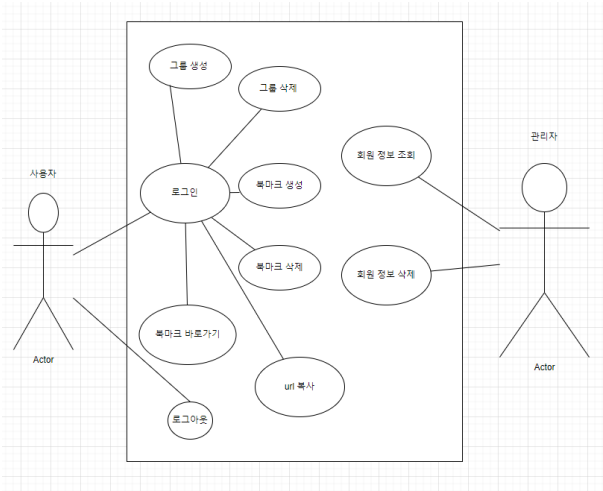 그룹 생성
그룹 삭제
관리자
회원 정보 조회
사용자
로그인
북마크 생성
북마크 삭제
회원 정보 삭제
북마크 바로가기
Actor
Actor
url 복사
로그아웃